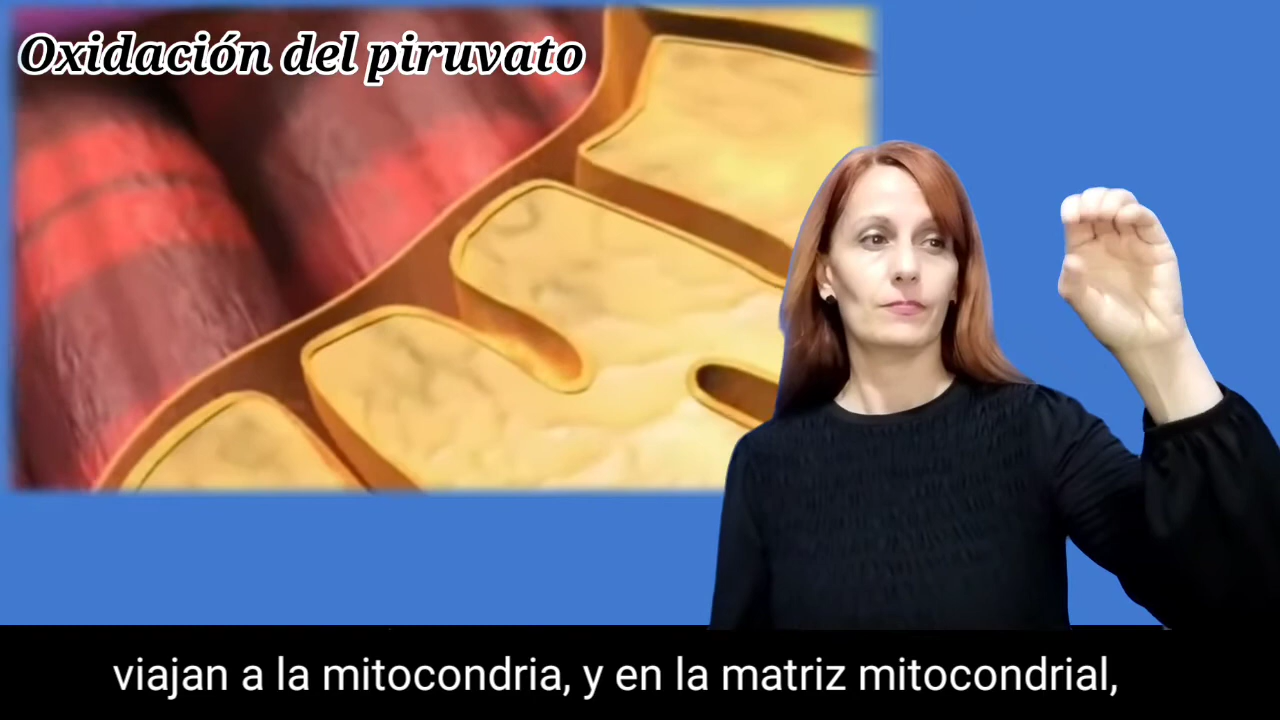 Oxidación del piruvato
viajan a la mitocondria, y en la matriz mitocondrial,